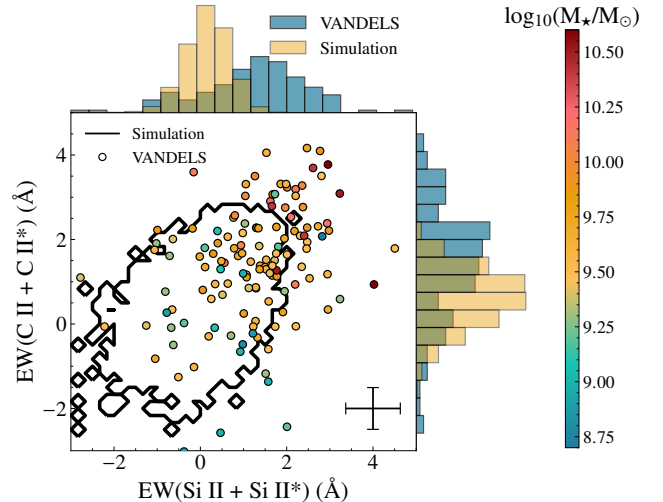 VANDELS
Simulation
log₁₀(M⋆/M⊙)
Simulation
VANDELS
EW(C II + C II*) (Å)
4
2
0
−2
−2
0
2
4
EW(Si II + Si II*) (Å)
10.50
10.25
10.00
9.75
9.50
9.25
9.00
8.75